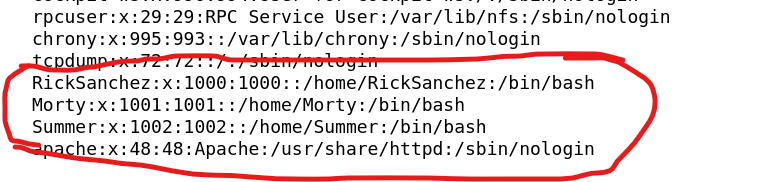 rpcuser:x:29:29:RPC Service User:/var/lib/nfs:/sbin/nologin
chrony:x:995:993::/var/lib/chrony:/sbin/nologin
tcpdump:x:72:72::/:/sbin/nologin
RickSanchez:x:1000:1000::/home/RickSanchez:/bin/bash
Morty:x:1001:1001::/home/Morty:/bin/bash
Summer:x:1002:1002::/home/Summer:/bin/bash
apache:x:48:48:Apache:/usr/share/httpd:/sbin/nologin